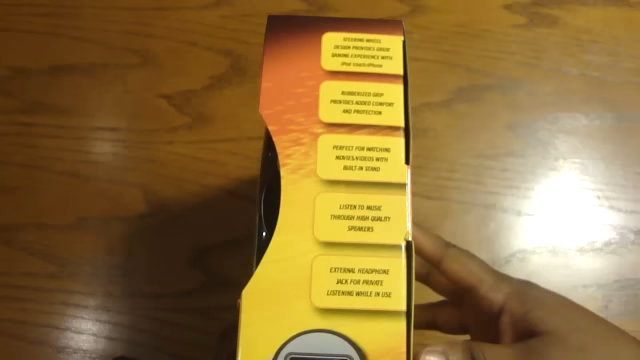 STEERING WHEEL
DESIGN PROVIDES GREAT
GAMING EXPERIENCE WITH
iPod touch/iPhone
RUBBERIZED GRIP
PROVIDES ADDED COMFORT
AND PROTECTION
PERFECT FOR WATCHING
MOVIES/VIDEOS WITH
BUILT-IN STAND
LISTEN TO MUSIC
THROUGH HIGH QUALITY
SPEAKERS
EXTERNAL HEADPHONE
JACK FOR PRIVATE
LISTENING WHILE IN USE